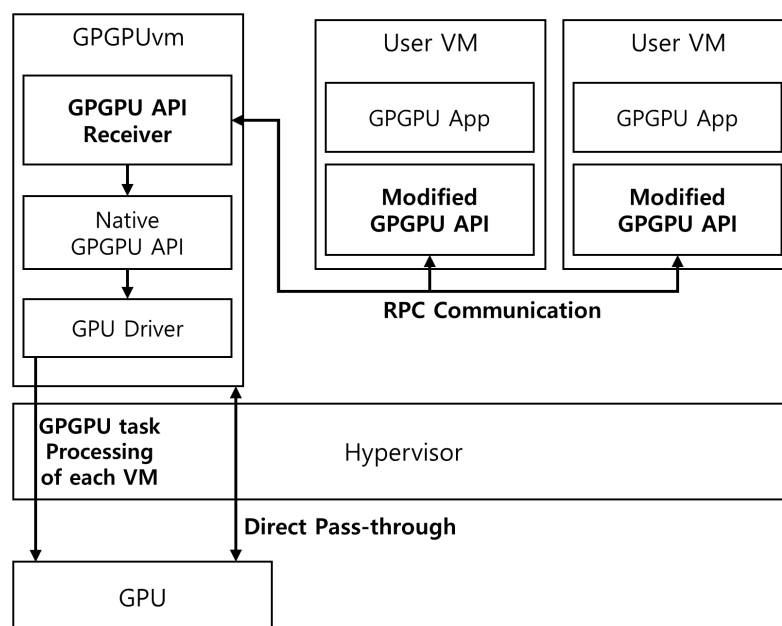 GPGPUvm
GPGPU API
Receiver
Native
GPGPU API
GPU Driver
User VM
GPGPU App
Modified
GPGPU API
User VM
GPGPU App
Modified
GPGPU API
RPC Communication
GPGPU task
Processing
of each VM
Hypervisor
Direct Pass-through
GPU